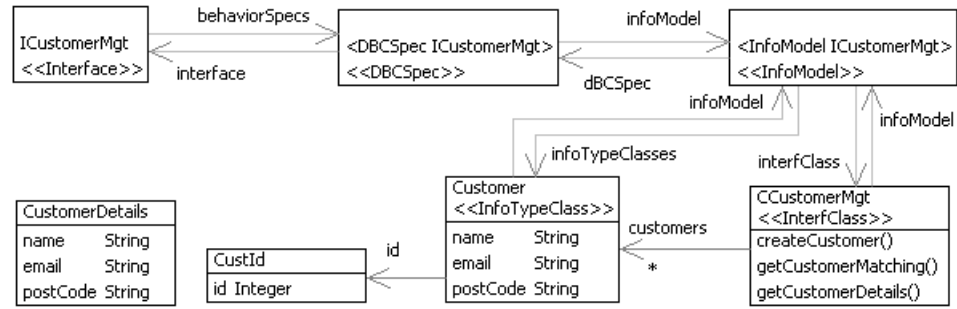 behaviorSpecs
infoModel
ICustomerMgt
<<Interface>>
<DBCSpec ICustomerMgt>
<<DBCSpec>>
<InfoModel ICustomerMgt>
<<InfoModel>>
interface
dBCSpec
infoModel
infoModel
infoTypeClasses
interfClass
Customer
<<InfoTypeClass>>
name String
email String
postCode String
CCustomerMgt
<<InterfClass>>
createCustomer()
getCustomerMatching()
getCustomerDetails()
customers
*
CustomerDetails
name String
email String
postCode String
CustId
id Integer
id